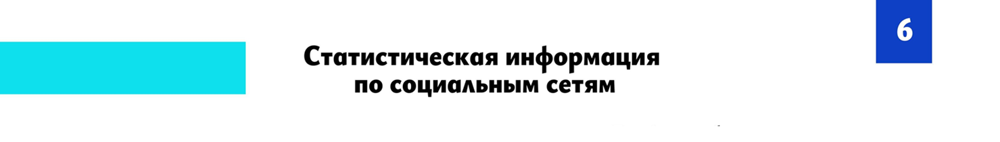 6
Статистическая информация
по социальным сетям